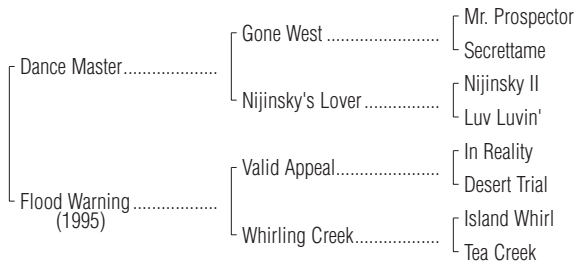 Mr. Prospector
Gone West ........................
Secrettame
Dance Master....................
Nijinsky II
Nijinsky's Lover ................
Luv Luvin'
In Reality
Valid Appeal......................
Desert Trial
Flood Warning ..................
(1995)
Island Whirl
Whirling Creek..................
Tea Creek